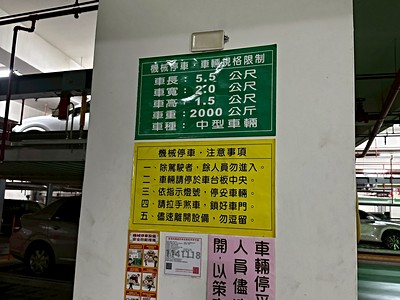 機械停車、車輛規格限制
車長：5.5 公尺
車寬：2.0 公尺
車高：1.5 公尺
車重：2000 公斤
車種：中型車輛
機械停車、注意事項
一、除駕駛者、餘人員勿進入。
二、車輛請停於車台板中央。
三、依指示燈號，停妥車輛。
四、請拉手煞車，鎖好車門。
五、儘速離開設備，勿逗留。
車輛停妥
人員儘
開，以策